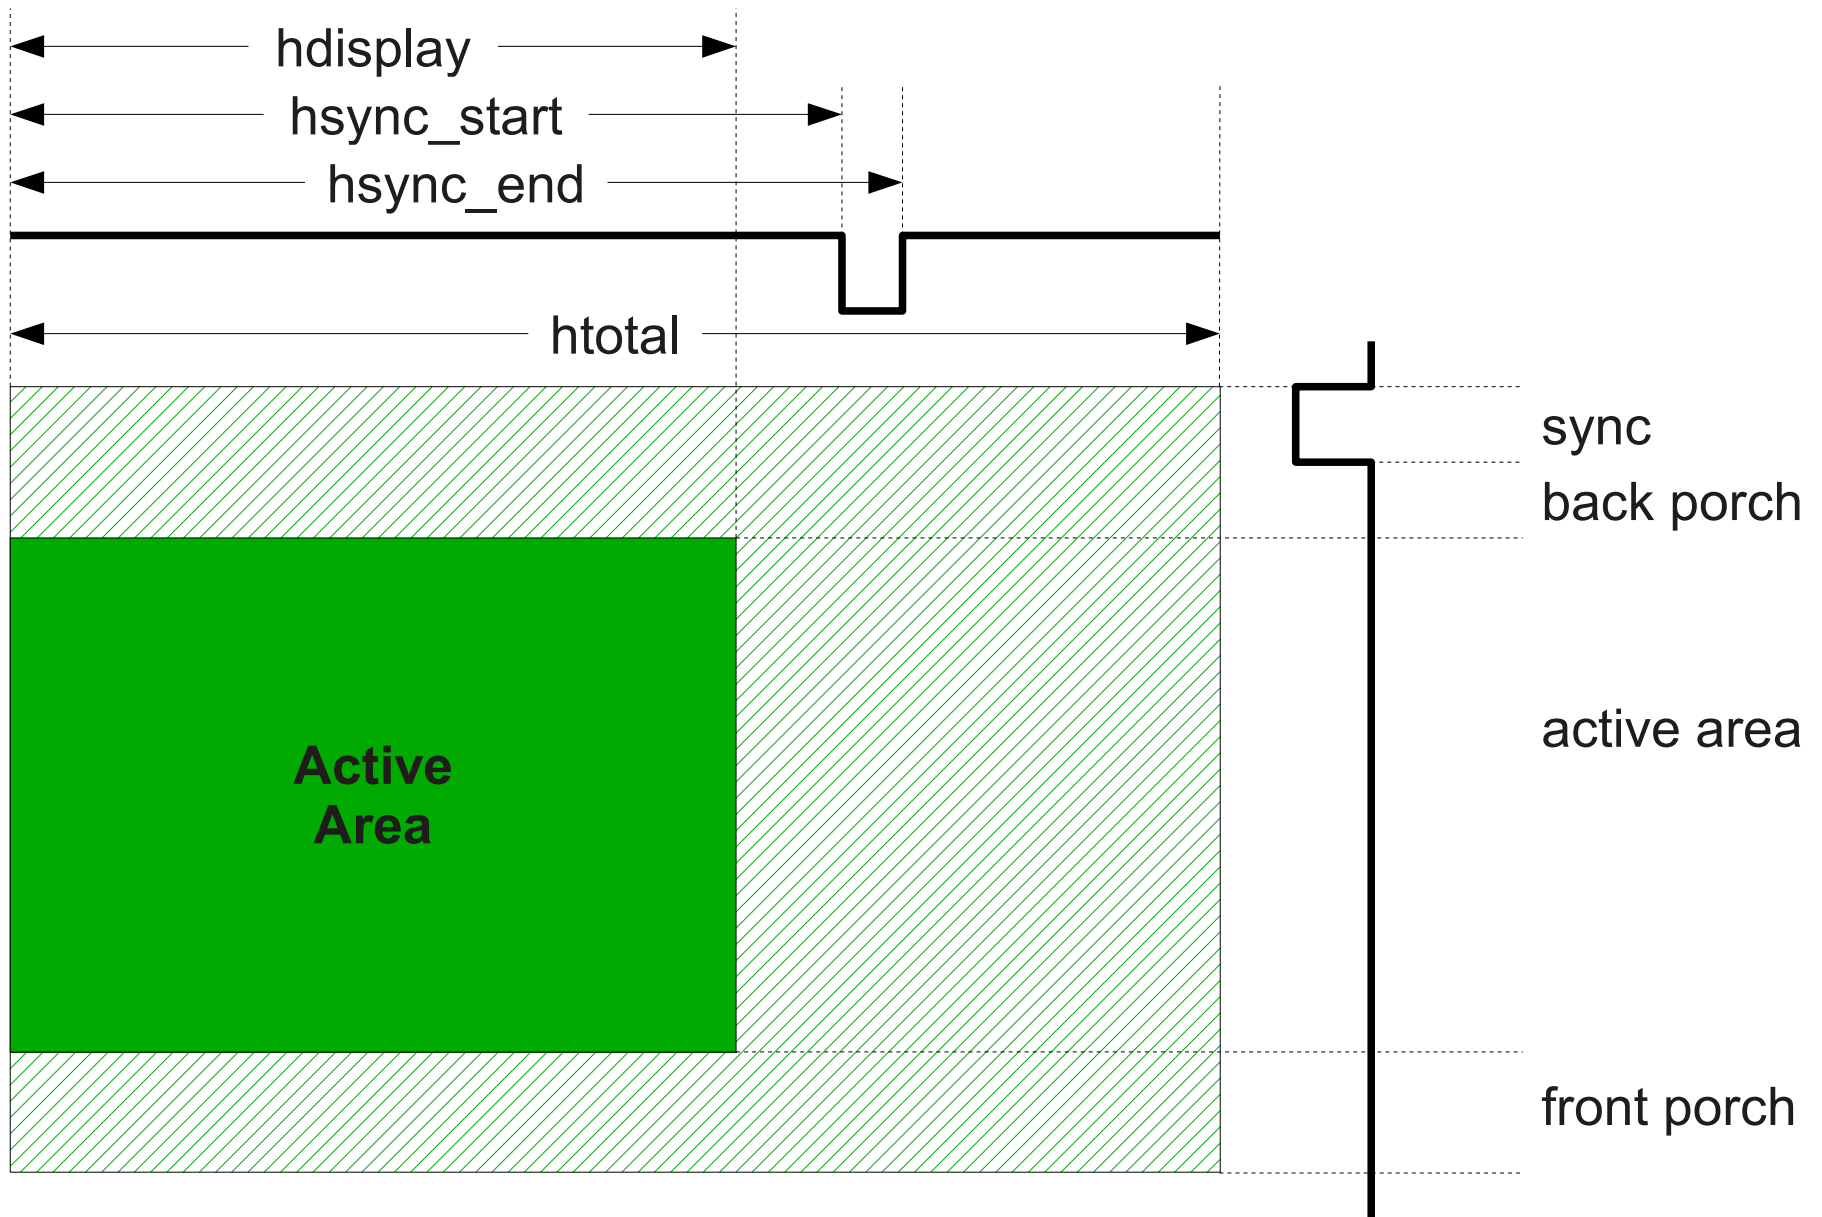 hdisplay
hsync_start
hsync_end
htotal
sync
back porch
active area
Active
Area
front porch